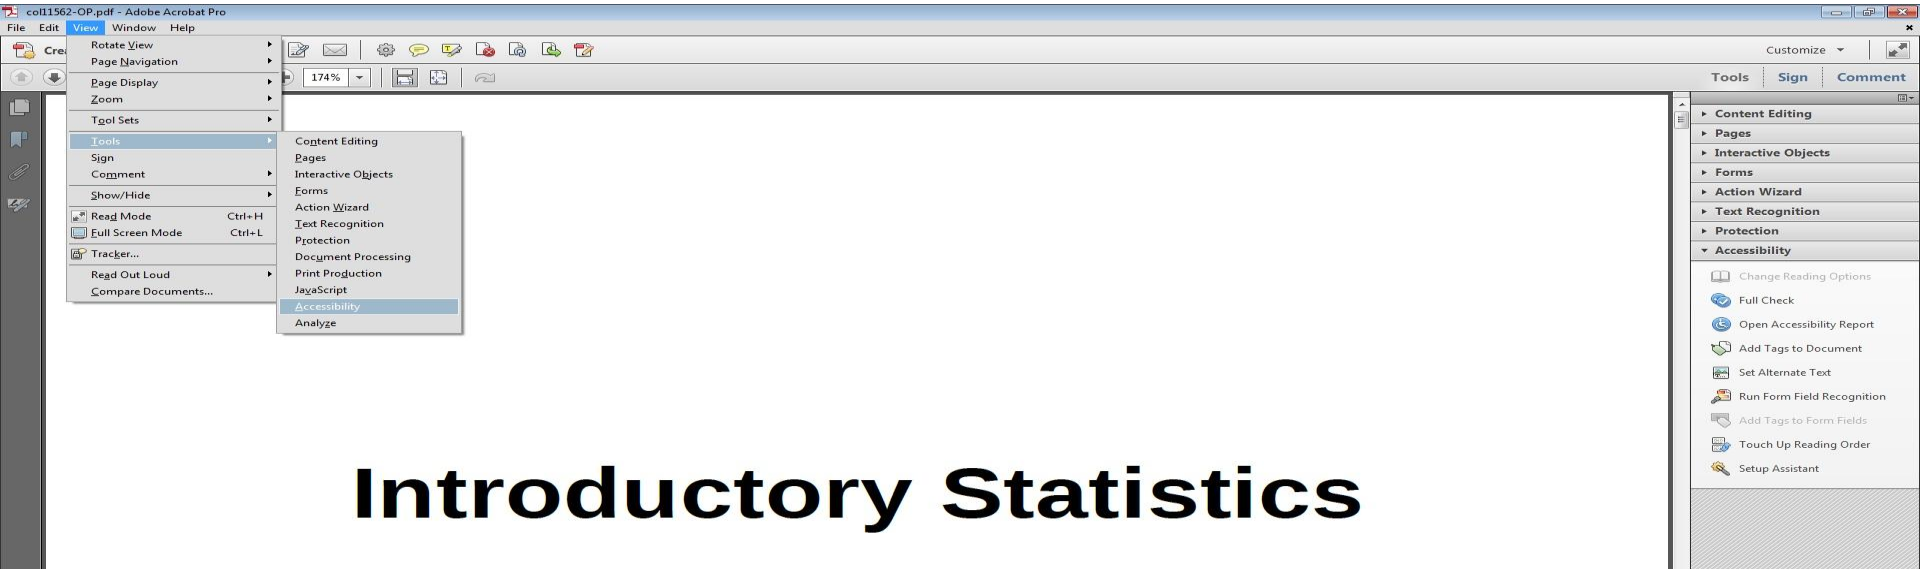 col11562-OP.pdf - Adobe Acrobat Pro
File Edit View Window Help
Customize
174%
Tools Sign Comment
Rotate View
Page Navigation
Page Display
Zoom
Tool Sets
Tools
Sign
Comment
Show/Hide
Read Mode Ctrl+H
Full Screen Mode Ctrl+L
Tracker...
Read Out Loud
Compare Documents...
Content Editing
Pages
Interactive Objects
Forms
Action Wizard
Text Recognition
Protection
Document Processing
Print Production
JavaScript
Accessibility
Analyze
Introductory Statistics
Content Editing
Pages
Interactive Objects
Forms
Action Wizard
Text Recognition
Protection
Accessibility
Change Reading Options
Full Check
Open Accessibility Report
Add Tags to Document
Set Alternate Text
Run Form Field Recognition
Add Tags to Form Fields
Touch Up Reading Order
Setup Assistant